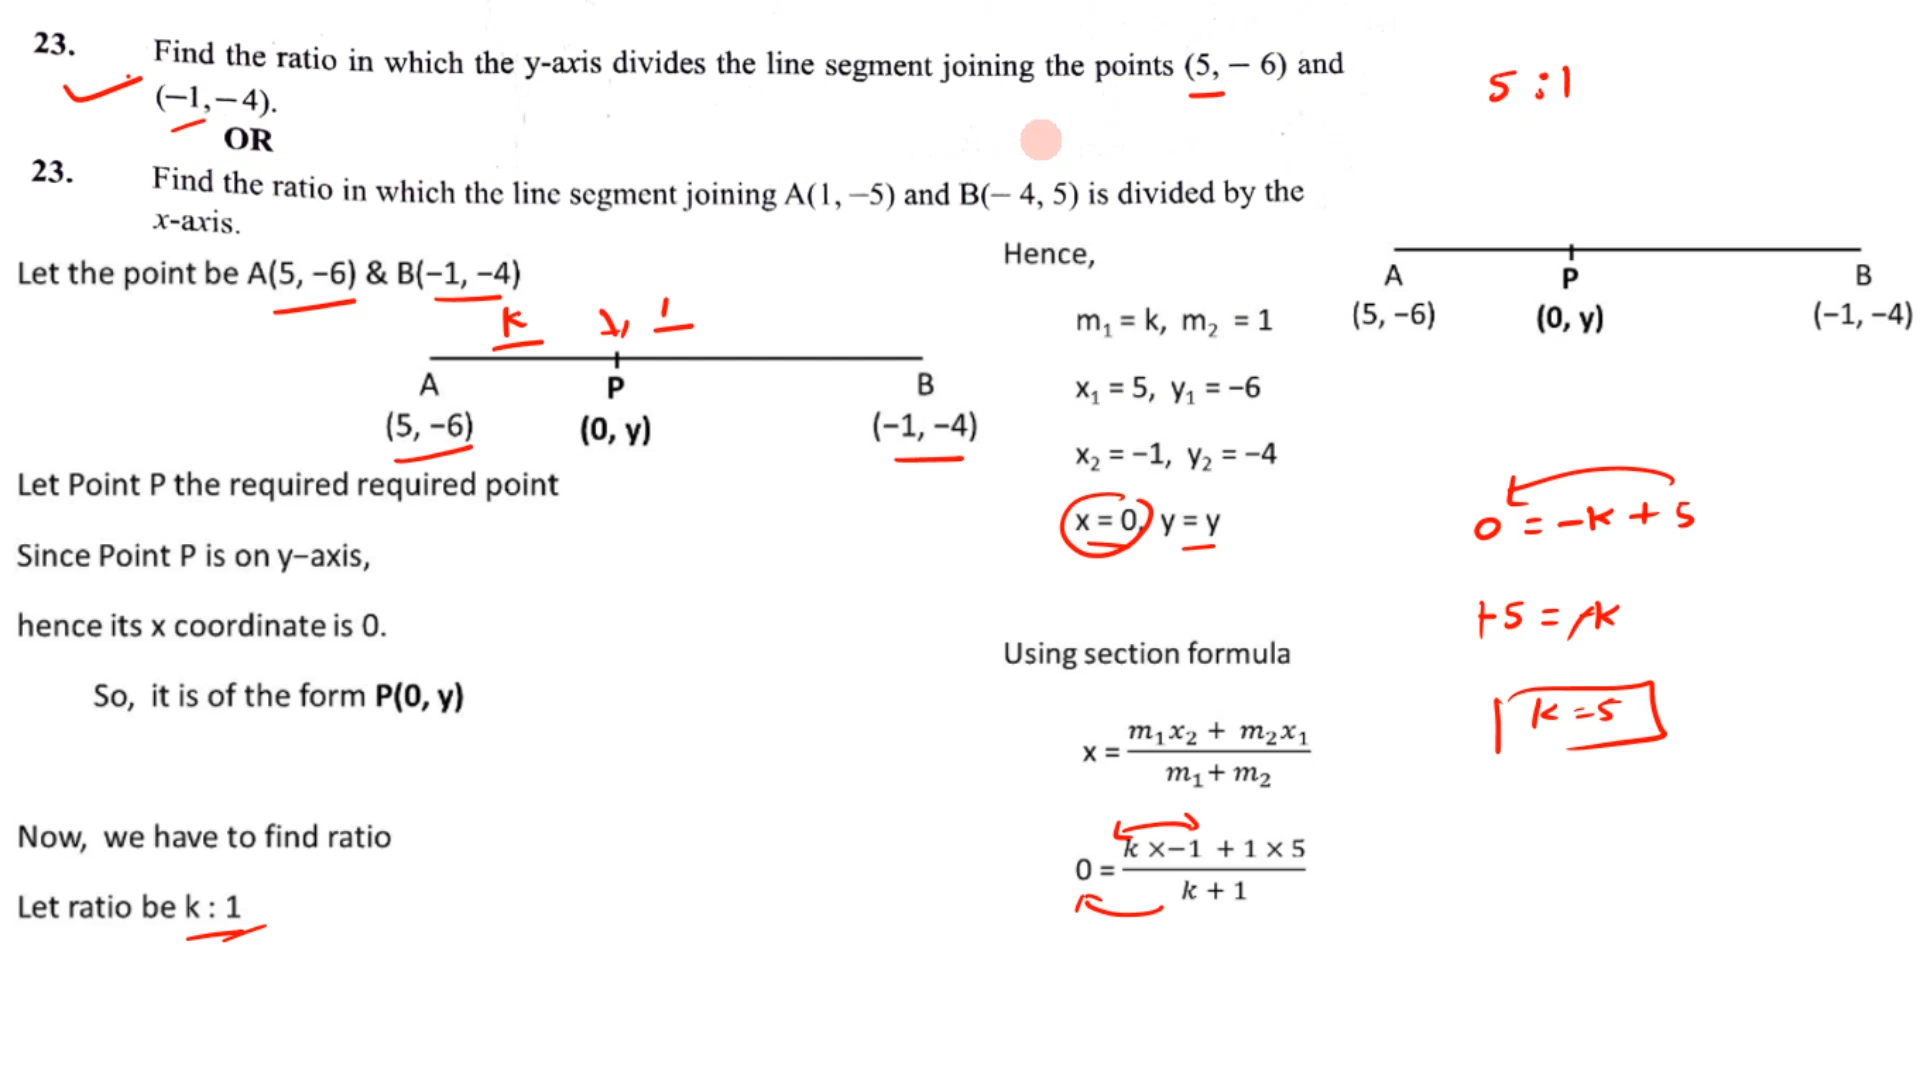 23. Find the ratio in which the y-axis divides the line segment joining the points (5, − 6) and
(−1,−4).
5 : 1
OR
23. Find the ratio in which the line segment joining A(1, −5) and B(− 4, 5) is divided by the
x-axis.
Let the point be A(5, −6) & B(−1, −4)
k 1
A P B
(5, −6) (0, y) (−1, −4)
Let Point P the required required point
Since Point P is on y−axis,
hence its x coordinate is 0.
So, it is of the form P(0, y)
Now, we have to find ratio
Let ratio be k : 1
Hence,
m₁ = k, m₂ = 1
x₁ = 5, y₁ = −6
x₂ = −1, y₂ = −4
x = 0, y = y
Using section formula
x = \frac{m₁x₂ + m₂x₁}{m₁ + m₂}
0 = \frac{k ×−1 + 1 × 5}{k + 1}
A P B
(5, −6) (0, y) (−1, −4)
0 = −k + 5
+5 = +k
k = 5